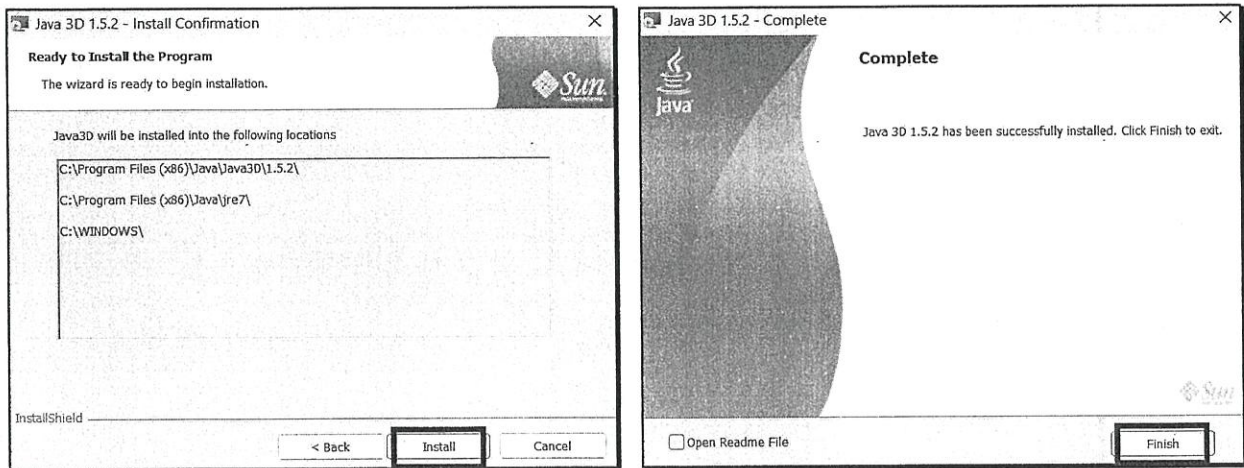 Java 3D 1.5.2 - Install Confirmation
Ready to Install the Program
The wizard is ready to begin installation.
Sun
Java3D will be installed into the following locations
C:\Program Files (x86)\Java\Java3D\1.5.2\
C:\Program Files (x86)\Java\jre7\
C:\WINDOWS\
InstallShield
< Back
Install
Cancel
Java 3D 1.5.2 - Complete
Java
Complete
Java 3D 1.5.2 has been successfully installed. Click Finish to exit.
Sun
Open Readme File
Finish